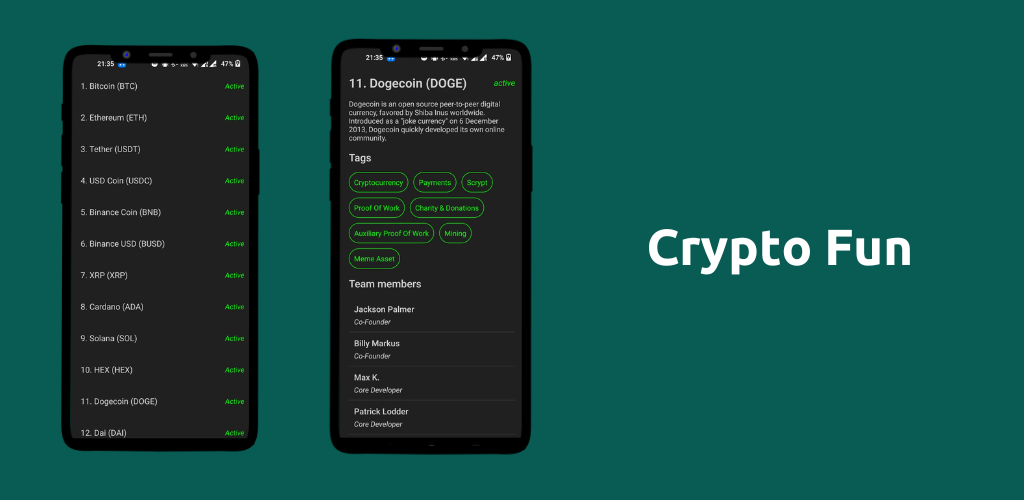 21:35 47%
1. Bitcoin (BTC) Active
2. Ethereum (ETH) Active
3. Tether (USDT) Active
4. USD Coin (USDC) Active
5. Binance Coin (BNB) Active
6. Binance USD (BUSD) Active
7. XRP (XRP) Active
8. Cardano (ADA) Active
9. Solana (SOL) Active
10. HEX (HEX) Active
11. Dogecoin (DOGE) Active
12. Dai (DAI) Active
21:35 47%
11. Dogecoin (DOGE) active
Dogecoin is an open source peer-to-peer digital
currency, favored by Shiba Inus worldwide.
Introduced as a "joke currency" on 6 December
2013, Dogecoin quickly developed its own online
community.
Tags
Cryptocurrency Payments Scrypt
Proof Of Work Charity & Donations
Auxiliary Proof Of Work Mining
Meme Asset
Team members
Jackson Palmer
Co-Founder
Billy Markus
Co-Founder
Max K.
Core Developer
Patrick Lodder
Core Developer
Crypto Fun